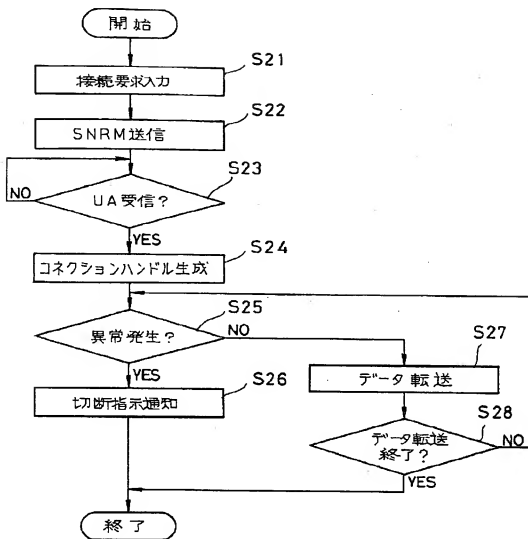 開始
S21
接続要求入力
S22
SNRM送信
S23
UA受信?
NO
YES
S24
コネクションハンドル生成
S25
異常発生?
NO
YES
S26
切断指示通知
S27
データ転送
S28
データ転送
終了?
NO
YES
終了